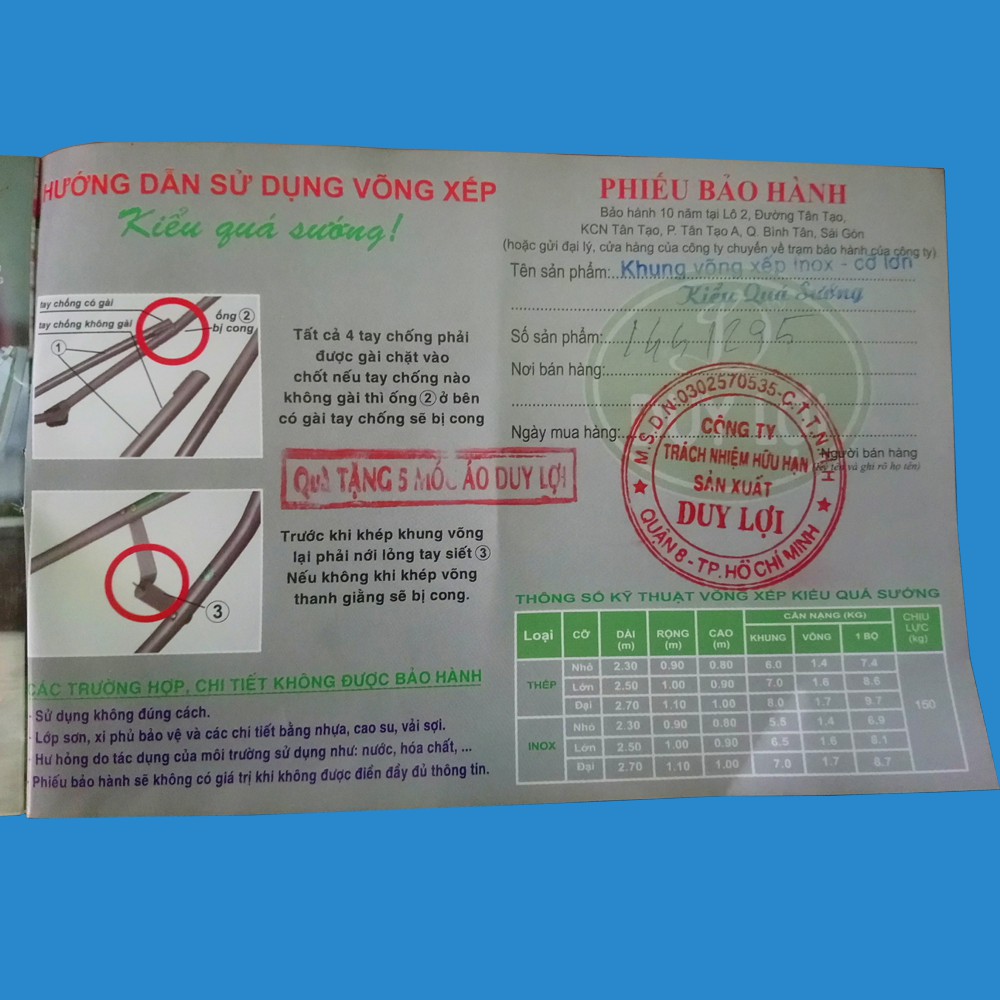 HƯỚNG DẪN SỬ DỤNG VÕNG XẾP
Kiểu quá sướng!
tay chống có gài
tay chống không gài
1
ống 2
bị cong
Tất cả 4 tay chống phải
được gài chặt vào
chốt nếu tay chống nào
không gài thì ống 2 ở bên
có gài tay chống sẽ bị cong
QUÀ TẶNG 5 MÓC ÁO DUY LỢI
Trước khi khép khung võng
lại phải nới lỏng tay siết 3
Nếu không khi khép võng
thanh giằng sẽ bị cong.
3
CÁC TRƯỜNG HỢP, CHI TIẾT KHÔNG ĐƯỢC BẢO HÀNH
- Sử dụng không đúng cách.
- Lớp sơn, xi phủ bảo vệ và các chi tiết bằng nhựa, cao su, vải sợi.
- Hư hỏng do tác dụng của môi trường sử dụng như: nước, hóa chất, ...
Phiếu bảo hành sẽ không có giá trị khi không được điền đầy đủ thông tin.
PHIẾU BẢO HÀNH
Bảo hành 10 năm tại Lô 2, Đường Tân Tạo,
KCN Tân Tạo, P. Tân Tạo A, Q. Bình Tân, Sài Gòn
(hoặc gửi đại lý, cửa hàng của công ty chuyển về trạm bảo hành của công ty)
Tên sản phẩm: Khung võng xếp inox - cỡ lớn
Kiểu Quá Sướng
Số sản phẩm: 1441295
Nơi bán hàng:
Ngày mua hàng:
Người bán hàng
(ký tên và ghi rõ họ tên)
M.S.D.N:0302570535-C.T.T.N.H.H
CÔNG TY
TRÁCH NHIỆM HỮU HẠN
SẢN XUẤT
DUY LỢI
QUẬN 8 - TP. HỒ CHÍ MINH
THÔNG SỐ KỸ THUẬT VÕNG XẾP KIỂU QUÁ SƯỚNG
Loại CỠ DÀI (m) RỘNG (m) CAO (m) CÂN NẶNG (KG) CHỊU LỰC (kg)
KHUNG VÕNG 1 BỘ
THÉP Nhỏ 2.30 0.90 0.80 6.0 1.4 7.4
Lớn 2.50 1.00 0.90 7.0 1.6 8.6
Đại 2.70 1.10 1.00 8.0 1.7 9.7
150
INOX Nhỏ 2.30 0.90 0.80 5.5 1.4 6.9
Lớn 2.50 1.00 0.90 6.5 1.6 8.1
Đại 2.70 1.10 1.00 7.0 1.7 8.7